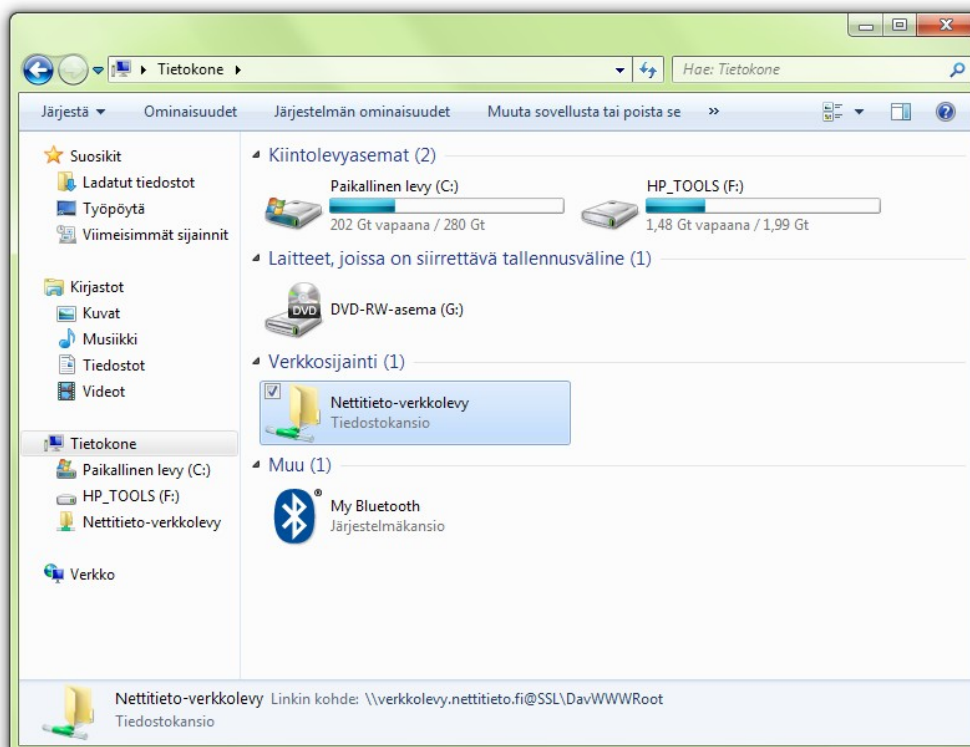 Tietokone
Hae: Tietokone
Järjestä
Ominaisuudet
Järjestelmän ominaisuudet
Muuta sovellusta tai poista se
»
Suosikit
Ladatut tiedostot
Työpöytä
Viimeisimmät sijainnit
Kirjastot
Kuvat
Musiikki
Tiedostot
Videot
Tietokone
Paikallinen levy (C:)
HP_TOOLS (F:)
Nettitieto-verkkolevy
Verkko
Kiintolevyasemat (2)
Paikallinen levy (C:)
202 Gt vapaana / 280 Gt
HP_TOOLS (F:)
1,48 Gt vapaana / 1,99 Gt
Laitteet, joissa on siirrettävä tallennusväline (1)
DVD
DVD-RW-asema (G:)
Verkkosijainti (1)
Nettitieto-verkkolevy
Tiedostokansio
Muu (1)
®
My Bluetooth
Järjestelmäkansio
Nettitieto-verkkolevy Linkin kohde: \\verkkolevy.nettitieto.fi@SSL\DavWWWRoot
Tiedostokansio